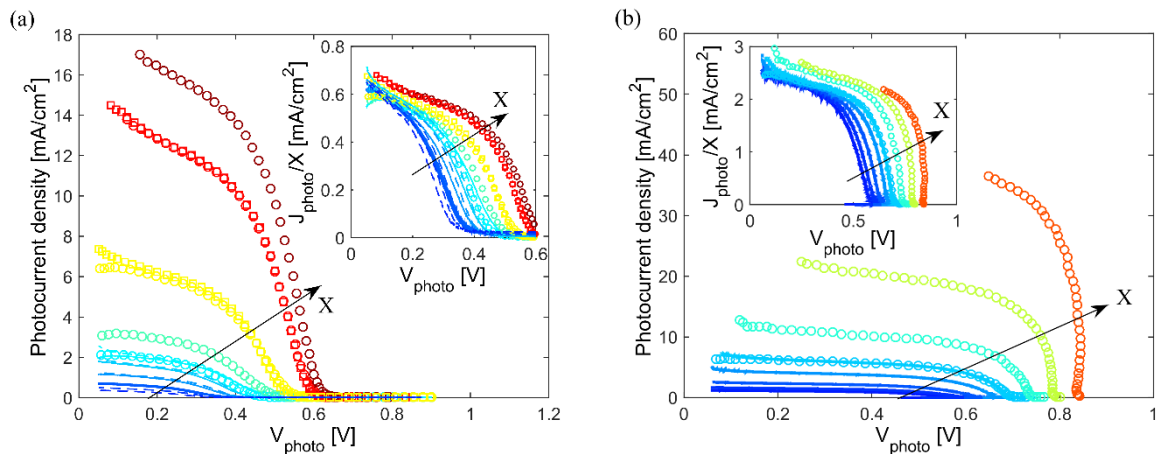 (a)
Photocurrent density [mA/cm²]
18
16
14
12
10
8
6
4
2
0
0 0.2 0.4 0.6 0.8 1 1.2
V_photo [V]
X
J_photo/X [mA/cm²]
0.8
0.6
0.4
0.2
0
0 0.2 0.4 0.6
V_photo [V]
X
(b)
Photocurrent density [mA/cm²]
60
50
40
30
20
10
0
0 0.2 0.4 0.6 0.8 1
V_photo [V]
X
J_photo/X [mA/cm²]
3
2
1
0
0 0.5 1
V_photo [V]
X